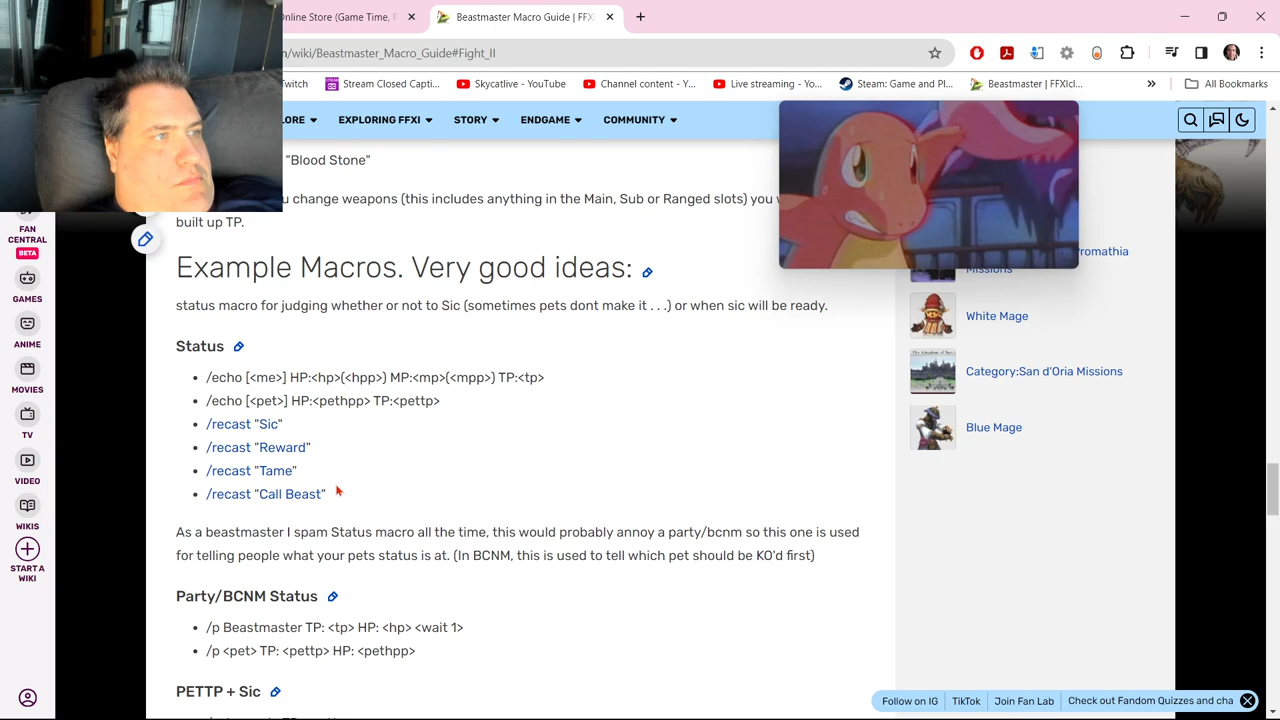 nline Store (Game Time, F
Beastmaster Macro Guide | FFXI
/wiki/Beastmaster_Macro_Guide#Fight_II
Twitch
Stream Closed Capti...
Skycatlive - YouTube
Channel content - Y...
Live streaming - Yo...
Steam: Game and Pl...
Beastmaster | FFXIcl...
»
All Bookmarks
LORE
EXPLORING FFXI
STORY
ENDGAME
COMMUNITY
"Blood Stone"
u change weapons (this includes anything in the Main, Sub or Ranged slots) you
built up TP.
Example Macros. Very good ideas:
status macro for judging whether or not to Sic (sometimes pets dont make it . . .) or when sic will be ready.
Status
• /echo [<me>] HP:<hp>(<hpp>) MP:<mp>(<mpp>) TP:<tp>
• /echo [<pet>] HP:<pethpp> TP:<pettp>
• /recast "Sic"
• /recast "Reward"
• /recast "Tame"
• /recast "Call Beast"
As a beastmaster I spam Status macro all the time, this would probably annoy a party/bcnm so this one is used
for telling people what your pets status is at. (In BCNM, this is used to tell which pet should be KO'd first)
Party/BCNM Status
• /p Beastmaster TP: <tp> HP: <hp> <wait 1>
• /p <pet> TP: <pettp> HP: <pethpp>
PETTP + Sic
FAN
CENTRAL
BETA
GAMES
ANIME
MOVIES
TV
VIDEO
WIKIS
START A
WIKI
romathia
Missions
White Mage
Category:San d'Oria Missions
Blue Mage
Follow on IG
TikTok
Join Fan Lab
Check out Fandom Quizzes and cha